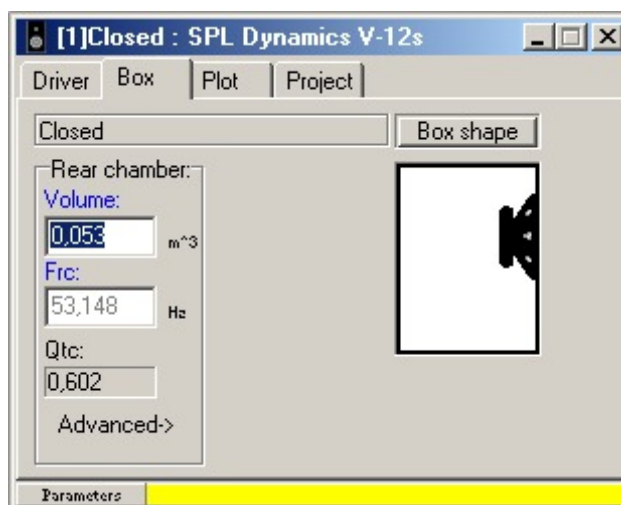 [1]Closed : SPL Dynamics V-12s
Driver Box Plot Project
Closed Box shape
Rear chamber:
Volume:
0,053 m^3
Frc:
53,148 Hz
Qtc:
0,602
Advanced->
Parameters